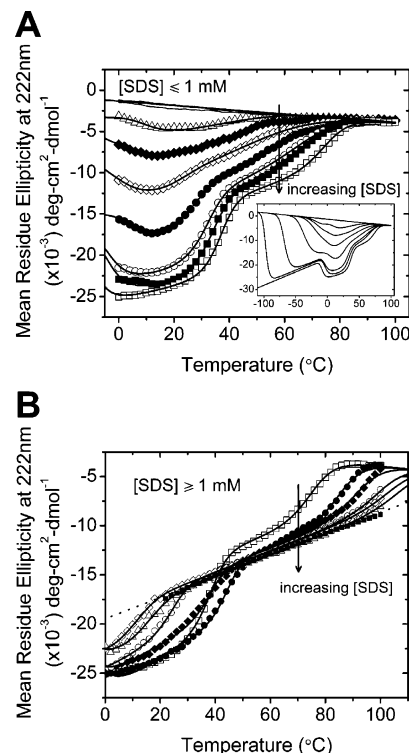 A
[SDS] ⩽ 1 mM
increasing [SDS]
Mean Residue Ellipticity at 222nm
(x10⁻³) deg-cm²-dmol⁻¹
0
-5
-10
-15
-20
-25
0
-10
-20
-30
-100 -50 0 50 100
0 20 40 60 80 100
Temperature (°C)
B
[SDS] ⩾ 1 mM
increasing [SDS]
Mean Residue Ellipticity at 222nm
(x10⁻³) deg-cm²-dmol⁻¹
-5
-10
-15
-20
-25
0 20 40 60 80 100
Temperature (°C)